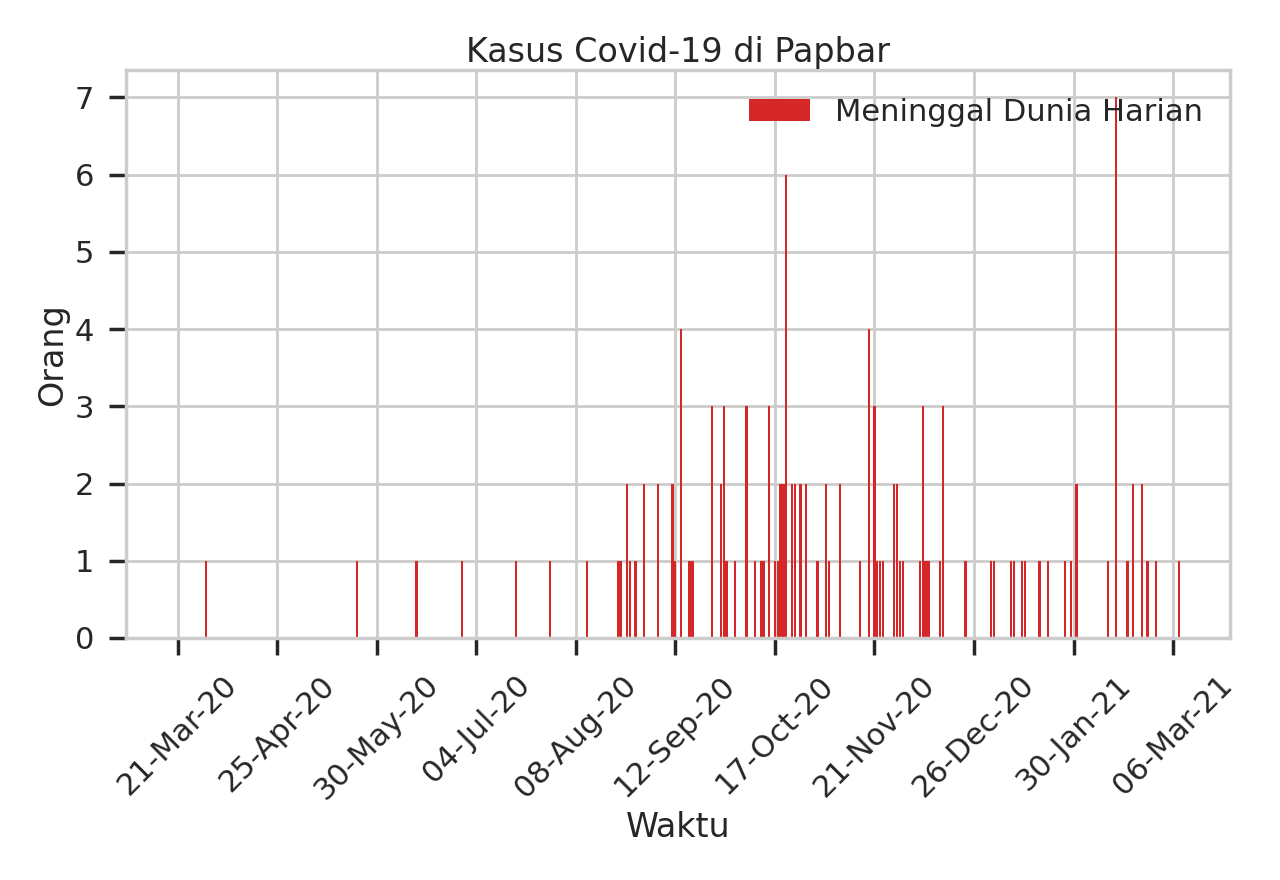 Kasus Covid-19 di Papbar
Meninggal Dunia Harian
Orang
7
6
5
4
3
2
1
0
21-Mar-20
25-Apr-20
30-May-20
04-Jul-20
08-Aug-20
12-Sep-20
17-Oct-20
21-Nov-20
26-Dec-20
30-Jan-21
06-Mar-21
Waktu